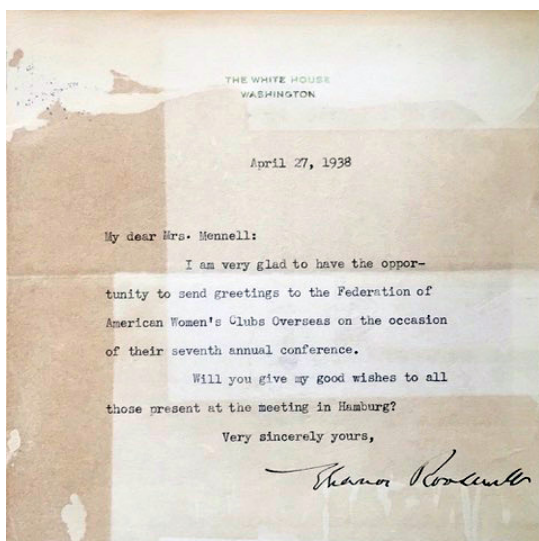 THE WHITE HOUSE
WASHINGTON
April 27, 1938
My dear Mrs. Mennell:
I am very glad to have the oppor-
tunity to send greetings to the Federation of
American Women's Clubs Overseas on the occasion
of their seventh annual conference.
Will you give my good wishes to all
those present at the meeting in Hamburg?
Very sincerely yours,
Eleanor Roosevelt